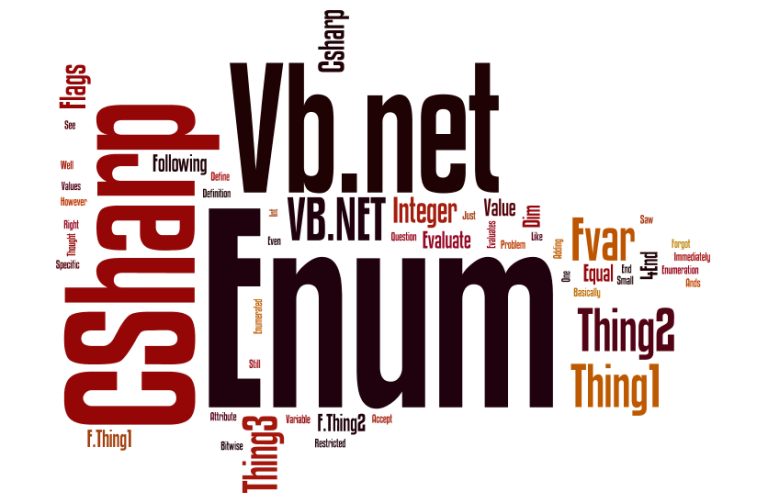 Csharp
Vb.net
Flags
See
CSharp
Following
Well
Define
Values
Definition
However
VB.NET
Integer
Value
Int
Just
Dim
Saw
Right
Fvar
Question
Evaluate
Evaluates
Problem
Like
Thought
Even
Adding
Forgot
Immediately
Specific
Enum
One
Equal
End
Small
4End
Enumeration
Ands
Basically
Enumerated
Thing2
Still
Thing1
Attribute
Thing3
Variable
F.Thing2
Accept
F.Thing1
Bitwise
Restricted